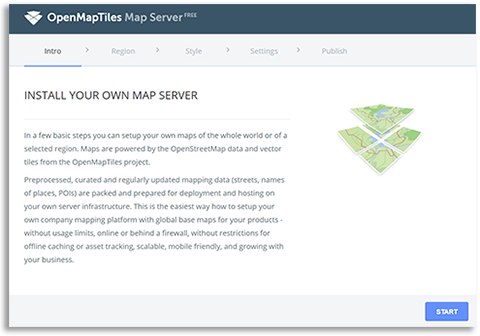 OpenMapTiles Map Server FREE
Intro > Region > Style > Settings > Publish
INSTALL YOUR OWN MAP SERVER
In a few basic steps you can setup your own maps of the whole world or of a
selected region. Maps are powered by the OpenStreetMap data and vector
tiles from the OpenMapTiles project.
Preprocessed, curated and regularly updated mapping data (streets, names
of places, POIs) are packed and prepared for deployment and hosting on
your own server infrastructure. This is the easiest way how to setup your
own company mapping platform with global base maps for your products -
without usage limits, online or behind a firewall, without restrictions for
offline caching or asset tracking, scalable, mobile friendly, and growing with
your business.
START